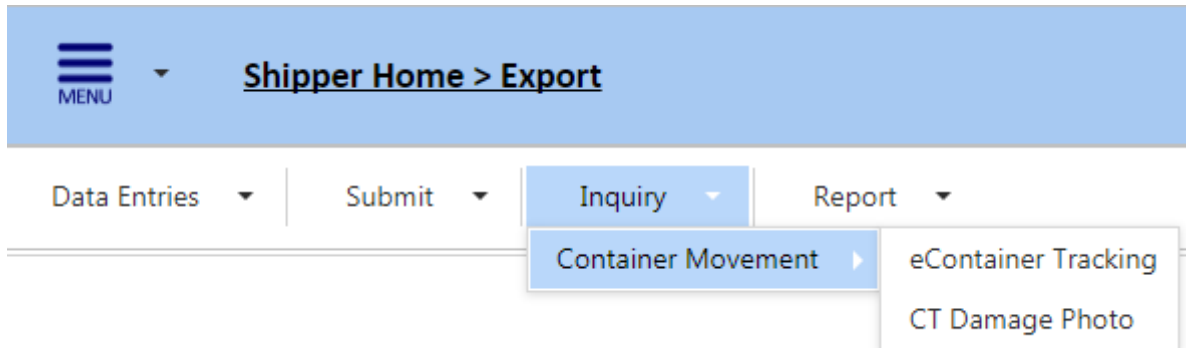 MENU
Shipper Home > Export
Data Entries Submit Inquiry Report
Container Movement eContainer Tracking
CT Damage Photo